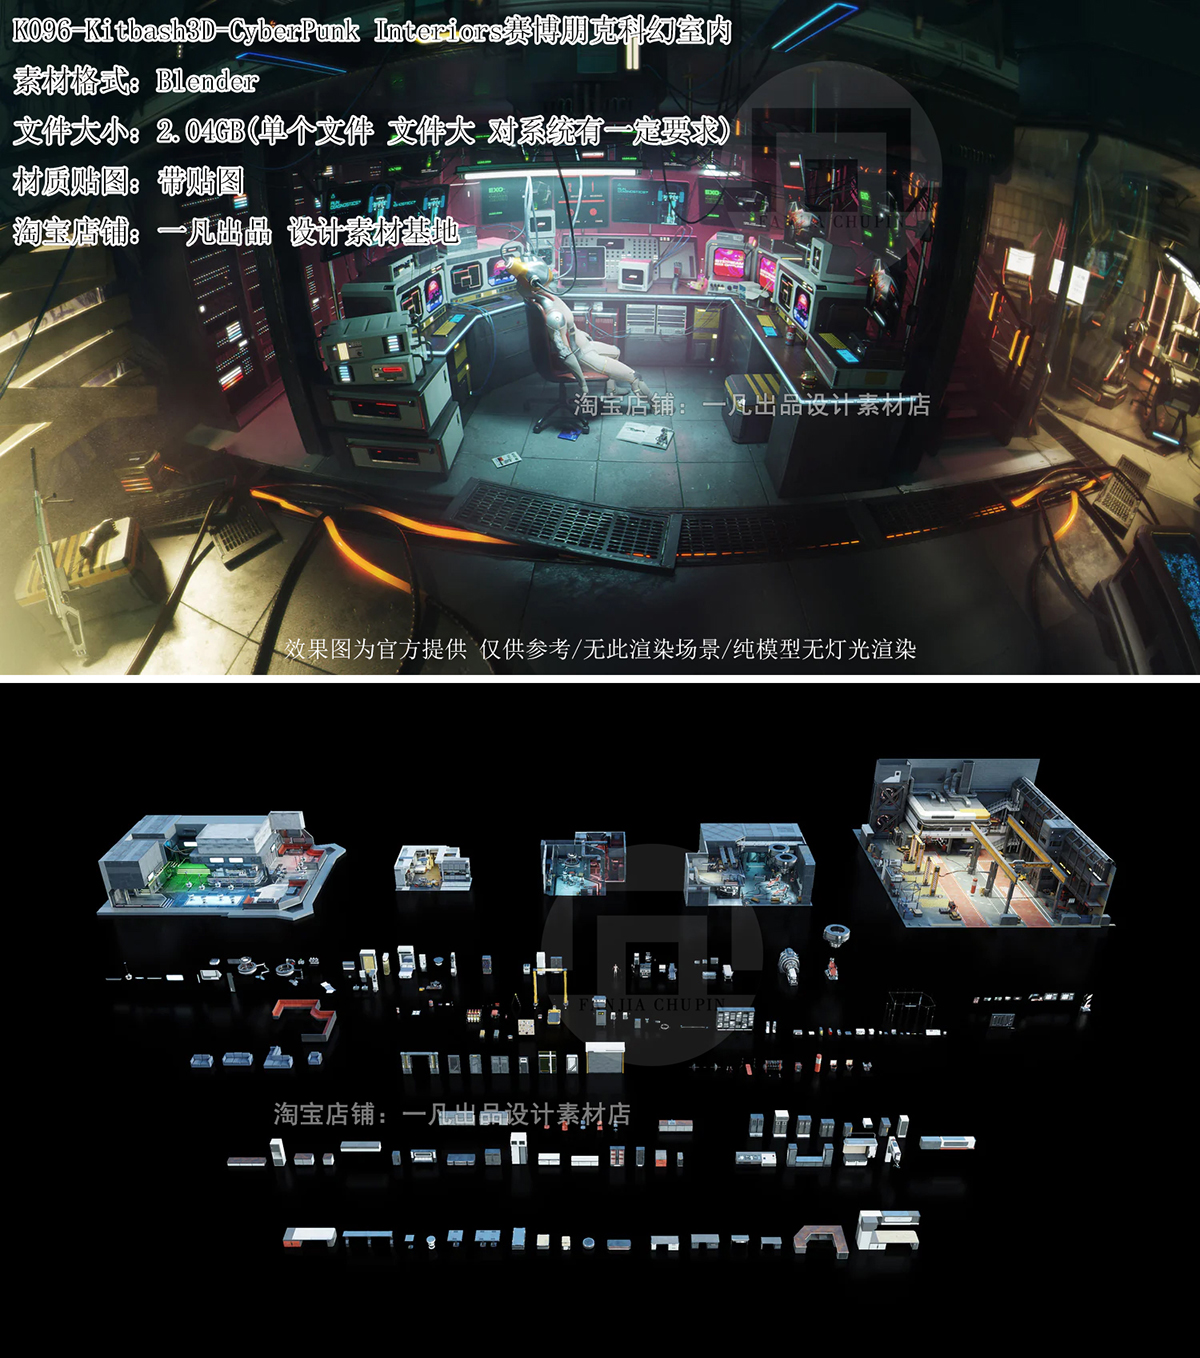 K096-Kitbash3D-CyberPunk Interiors赛博朋克科幻室内
素材格式: Blender
文件大小: 2.04GB(单个文件 文件大 对系统有一定要求)
材质贴图: 带贴图
淘宝店铺: 一凡出品 设计素材基地
FANJIA CHUPIN
淘宝店铺：一凡出品设计素材店
效果图为官方提供 仅供参考/无此渲染场景/纯模型无灯光渲染
FANJIA CHUPIN
淘宝店铺：一凡出品设计素材店